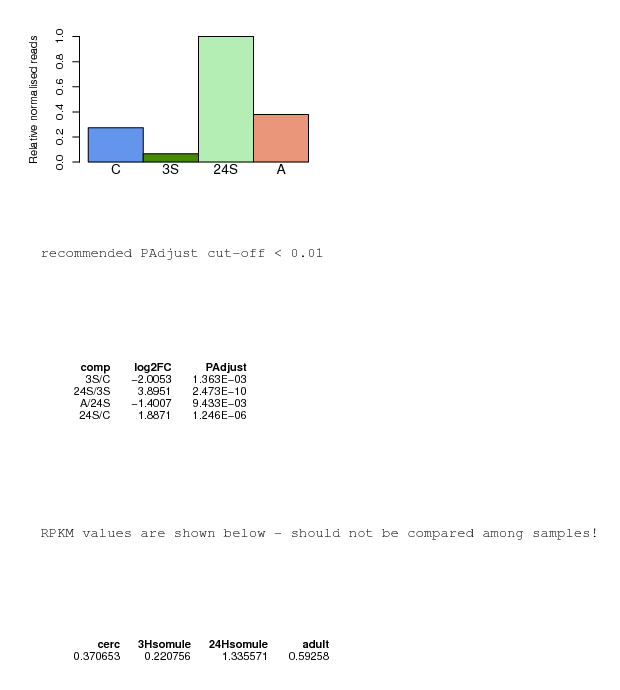 Relative normalised reads
1.0
0.8
0.6
0.4
0.2
0.0
C 3S 24S A
recommended PAdjust cut-off < 0.01
comp log2FC PAdjust
3S/C −2.0053 1.363E−03
24S/3S 3.8951 2.473E−10
A/24S −1.4007 9.433E−03
24S/C 1.8871 1.246E−06
RPKM values are shown below - should not be compared among samples!
cerc 3Hsomule 24Hsomule adult
0.370653 0.220756 1.335571 0.59258